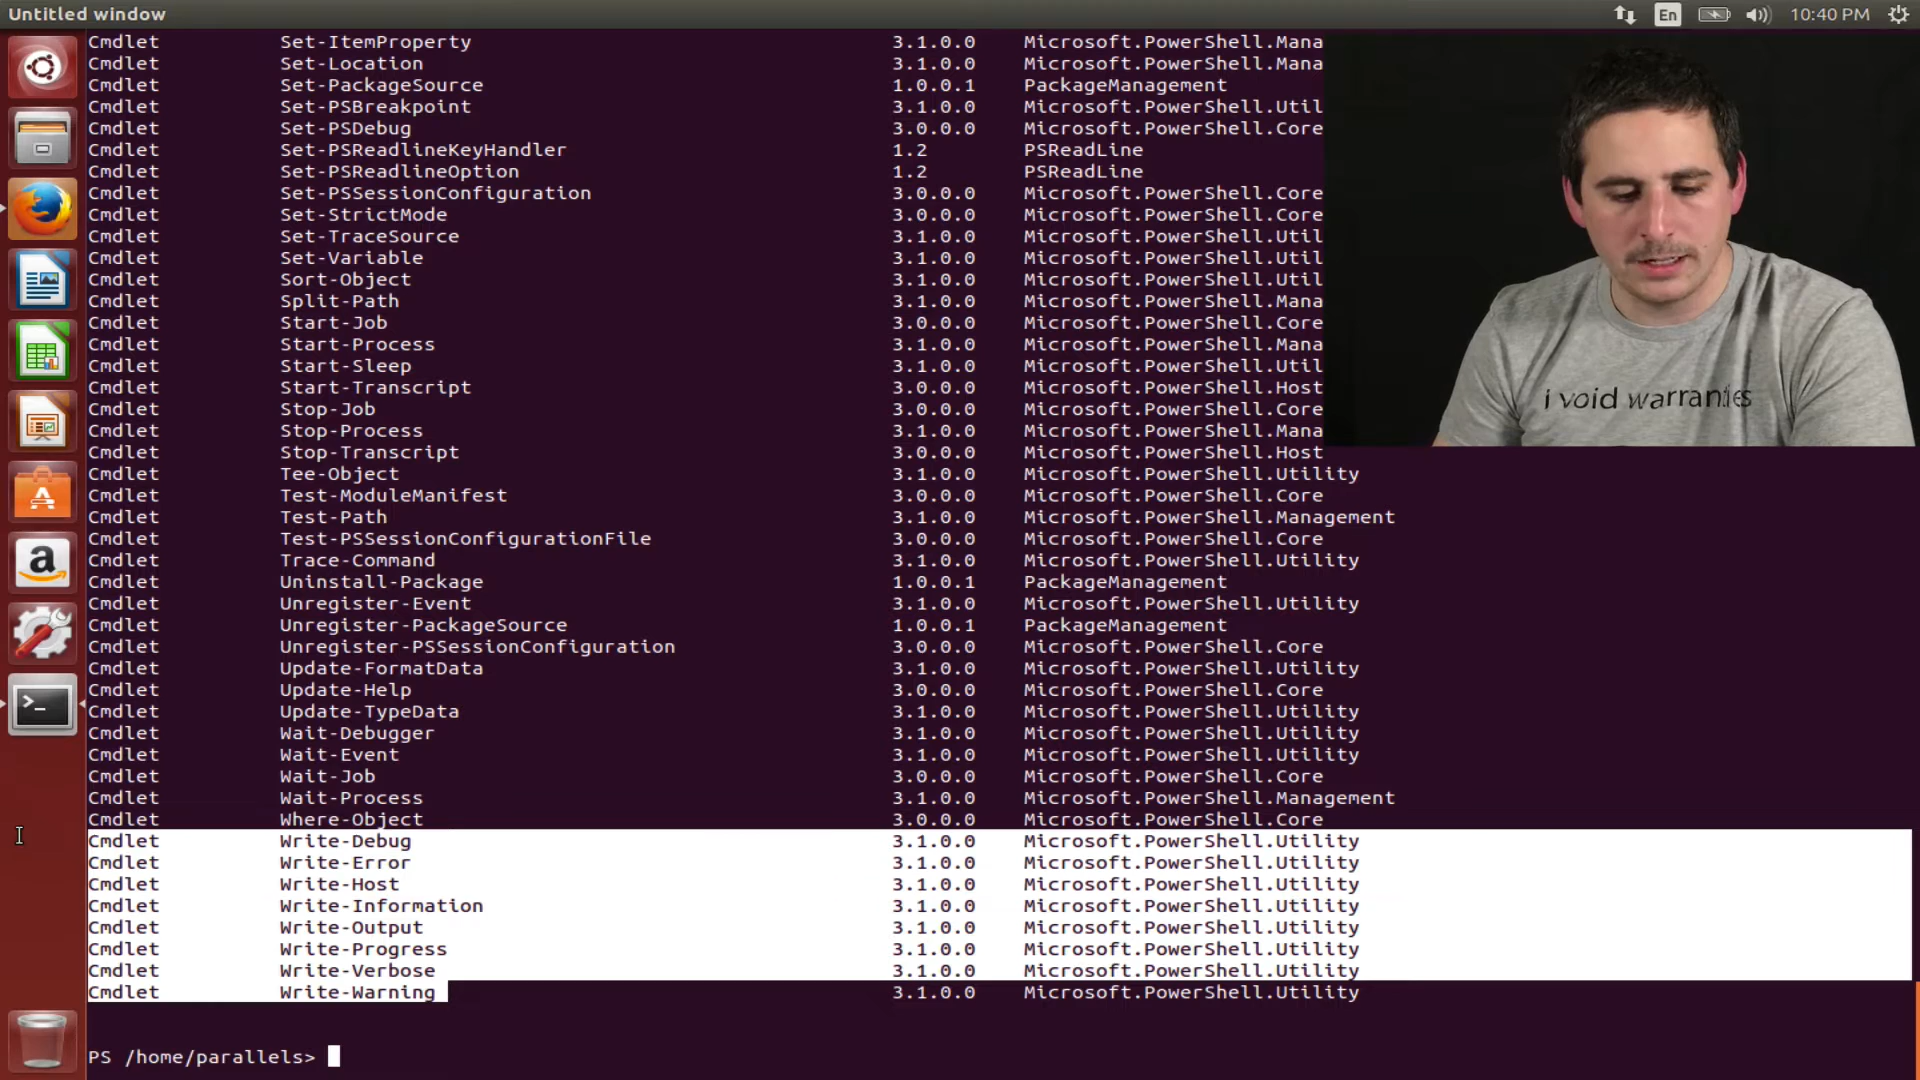 Untitled window En 10:40 PM
Cmdlet Set-ItemProperty 3.1.0.0 Microsoft.PowerShell.Mana
Cmdlet Set-Location 3.1.0.0 Microsoft.PowerShell.Mana
Cmdlet Set-PackageSource 1.0.0.1 PackageManagement
Cmdlet Set-PSBreakpoint 3.1.0.0 Microsoft.PowerShell.Util
Cmdlet Set-PSDebug 3.0.0.0 Microsoft.PowerShell.Core
Cmdlet Set-PSReadlineKeyHandler 1.2 PSReadLine
Cmdlet Set-PSReadlineOption 1.2 PSReadLine
Cmdlet Set-PSSessionConfiguration 3.0.0.0 Microsoft.PowerShell.Core
Cmdlet Set-StrictMode 3.0.0.0 Microsoft.PowerShell.Core
Cmdlet Set-TraceSource 3.1.0.0 Microsoft.PowerShell.Util
Cmdlet Set-Variable 3.1.0.0 Microsoft.PowerShell.Util
Cmdlet Sort-Object 3.1.0.0 Microsoft.PowerShell.Util
Cmdlet Split-Path 3.1.0.0 Microsoft.PowerShell.Mana
Cmdlet Start-Job 3.0.0.0 Microsoft.PowerShell.Core
Cmdlet Start-Process 3.1.0.0 Microsoft.PowerShell.Mana
Cmdlet Start-Sleep 3.1.0.0 Microsoft.PowerShell.Util
Cmdlet Start-Transcript 3.0.0.0 Microsoft.PowerShell.Host
Cmdlet Stop-Job 3.0.0.0 Microsoft.PowerShell.Core
Cmdlet Stop-Process 3.1.0.0 Microsoft.PowerShell.Mana
Cmdlet Stop-Transcript 3.0.0.0 Microsoft.PowerShell.Host
Cmdlet Tee-Object 3.1.0.0 Microsoft.PowerShell.Utility
Cmdlet Test-ModuleManifest 3.0.0.0 Microsoft.PowerShell.Core
Cmdlet Test-Path 3.1.0.0 Microsoft.PowerShell.Management
Cmdlet Test-PSSessionConfigurationFile 3.0.0.0 Microsoft.PowerShell.Core
Cmdlet Trace-Command 3.1.0.0 Microsoft.PowerShell.Utility
Cmdlet Uninstall-Package 1.0.0.1 PackageManagement
Cmdlet Unregister-Event 3.1.0.0 Microsoft.PowerShell.Utility
Cmdlet Unregister-PackageSource 1.0.0.1 PackageManagement
Cmdlet Unregister-PSSessionConfiguration 3.0.0.0 Microsoft.PowerShell.Core
Cmdlet Update-FormatData 3.1.0.0 Microsoft.PowerShell.Utility
Cmdlet Update-Help 3.0.0.0 Microsoft.PowerShell.Core
Cmdlet Update-TypeData 3.1.0.0 Microsoft.PowerShell.Utility
Cmdlet Wait-Debugger 3.1.0.0 Microsoft.PowerShell.Utility
Cmdlet Wait-Event 3.1.0.0 Microsoft.PowerShell.Utility
Cmdlet Wait-Job 3.0.0.0 Microsoft.PowerShell.Core
Cmdlet Wait-Process 3.1.0.0 Microsoft.PowerShell.Management
Cmdlet Where-Object 3.0.0.0 Microsoft.PowerShell.Core
Cmdlet Write-Debug 3.1.0.0 Microsoft.PowerShell.Utility
Cmdlet Write-Error 3.1.0.0 Microsoft.PowerShell.Utility
Cmdlet Write-Host 3.1.0.0 Microsoft.PowerShell.Utility
Cmdlet Write-Information 3.1.0.0 Microsoft.PowerShell.Utility
Cmdlet Write-Output 3.1.0.0 Microsoft.PowerShell.Utility
Cmdlet Write-Progress 3.1.0.0 Microsoft.PowerShell.Utility
Cmdlet Write-Verbose 3.1.0.0 Microsoft.PowerShell.Utility
Cmdlet Write-Warning 3.1.0.0 Microsoft.PowerShell.Utility
PS /home/parallels>
i void warranties